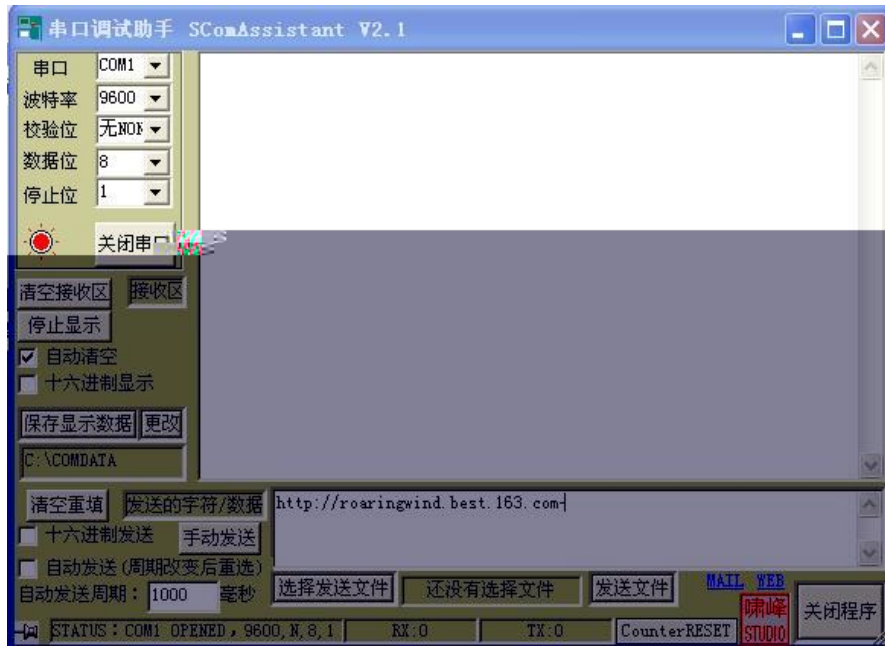 串口调试助手 SComAssistant V2.1
串口 COM1
波特率 9600
校验位 无NON
数据位 8
停止位 1
关闭串口
清空接收区 接收区
停止显示
自动清空
十六进制显示
保存显示数据 更改
C:\COMDATA
清空重填 发送的字符/数据 http://roaringwind.best.163.com
十六进制发送 手动发送
自动发送(周期改变后重选)
自动发送周期: 1000 毫秒 选择发送文件 还没有选择文件 发送文件 MAIL WEB
啸峰 STUDIO 关闭程序
STATUS:COM1 OPENED,9600,N,8,1 RX:0 TX:0 CounterRESET